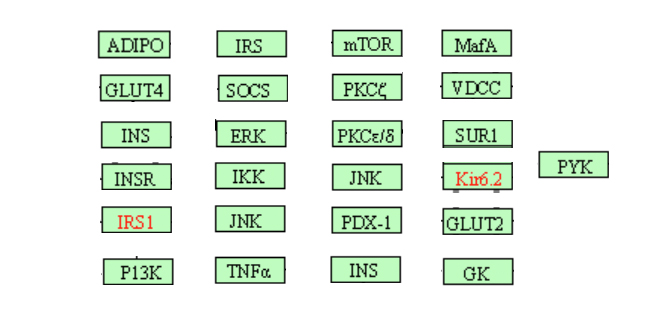 ADIPO IRS mTOR MafA
GLUT4 SOCS PKCζ VDCC
INS ERK PKCε/δ SUR1
PYK
INSR IKK JNK Kir6.2
IRS1 JNK PDX-1 GLUT2
P13K TNFα INS GK